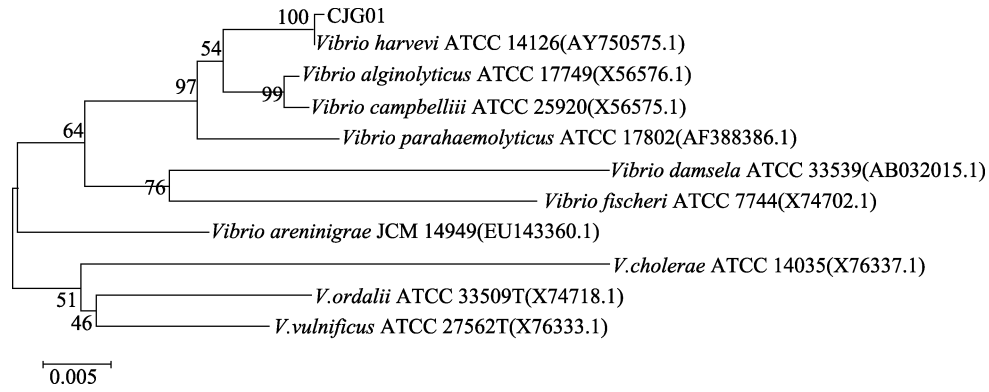 100 CJG01
Vibrio harvevi ATCC 14126(AY750575.1)
54
Vibrio alginolyticus ATCC 17749(X56576.1)
97
99
Vibrio campbelliii ATCC 25920(X56575.1)
64
Vibrio parahaemolyticus ATCC 17802(AF388386.1)
Vibrio damsela ATCC 33539(AB032015.1)
76
Vibrio fischeri ATCC 7744(X74702.1)
Vibrio areninigrae JCM 14949(EU143360.1)
V.cholerae ATCC 14035(X76337.1)
51
V.ordalii ATCC 33509T(X74718.1)
46
V.vulnificus ATCC 27562T(X76333.1)
0.005